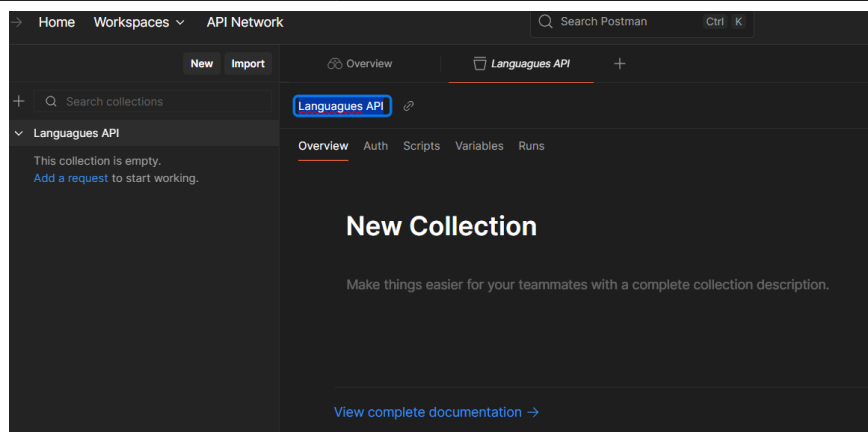 Home Workspaces API Network Search Postman Ctrl K
New Import Overview Languagues API
Search collections
Languagues API
Languagues API
This collection is empty.
Add a request to start working.
Overview Auth Scripts Variables Runs
New Collection
Make things easier for your teammates with a complete collection description.
View complete documentation →